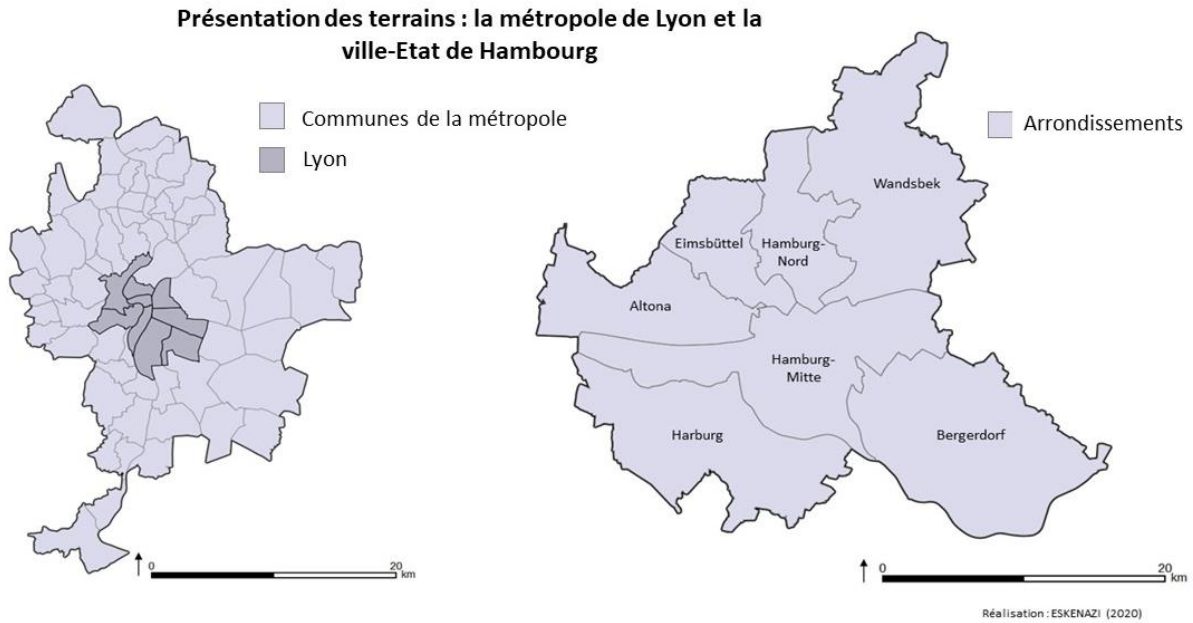 Présentation des terrains : la métropole de Lyon et la
ville-Etat de Hambourg
Communes de la métropole
Lyon
Arrondissements
Wandsbek
Eimsbüttel
Hamburg-
Nord
Altona
Hamburg-
Mitte
Harburg
Bergerdorf
0
20
km
0
20
km
Réalisation : ESKENAZI (2020)